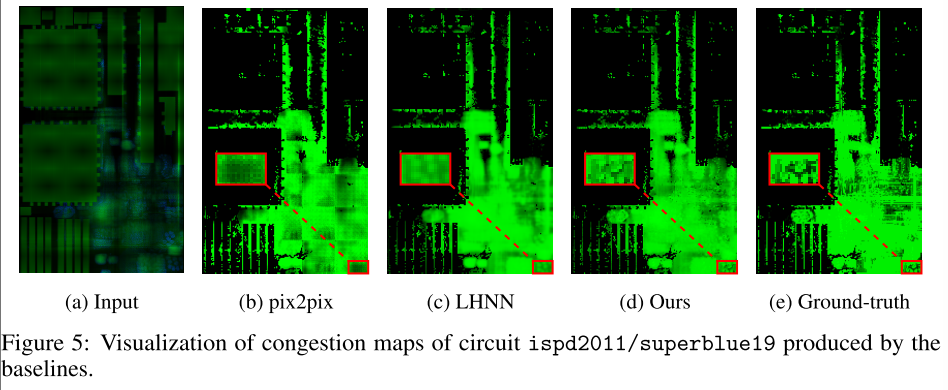 (a) Input (b) pix2pix (c) LHNN (d) Ours (e) Ground-truth
Figure 5: Visualization of congestion maps of circuit ispd2011/superblue19 produced by the
baselines.